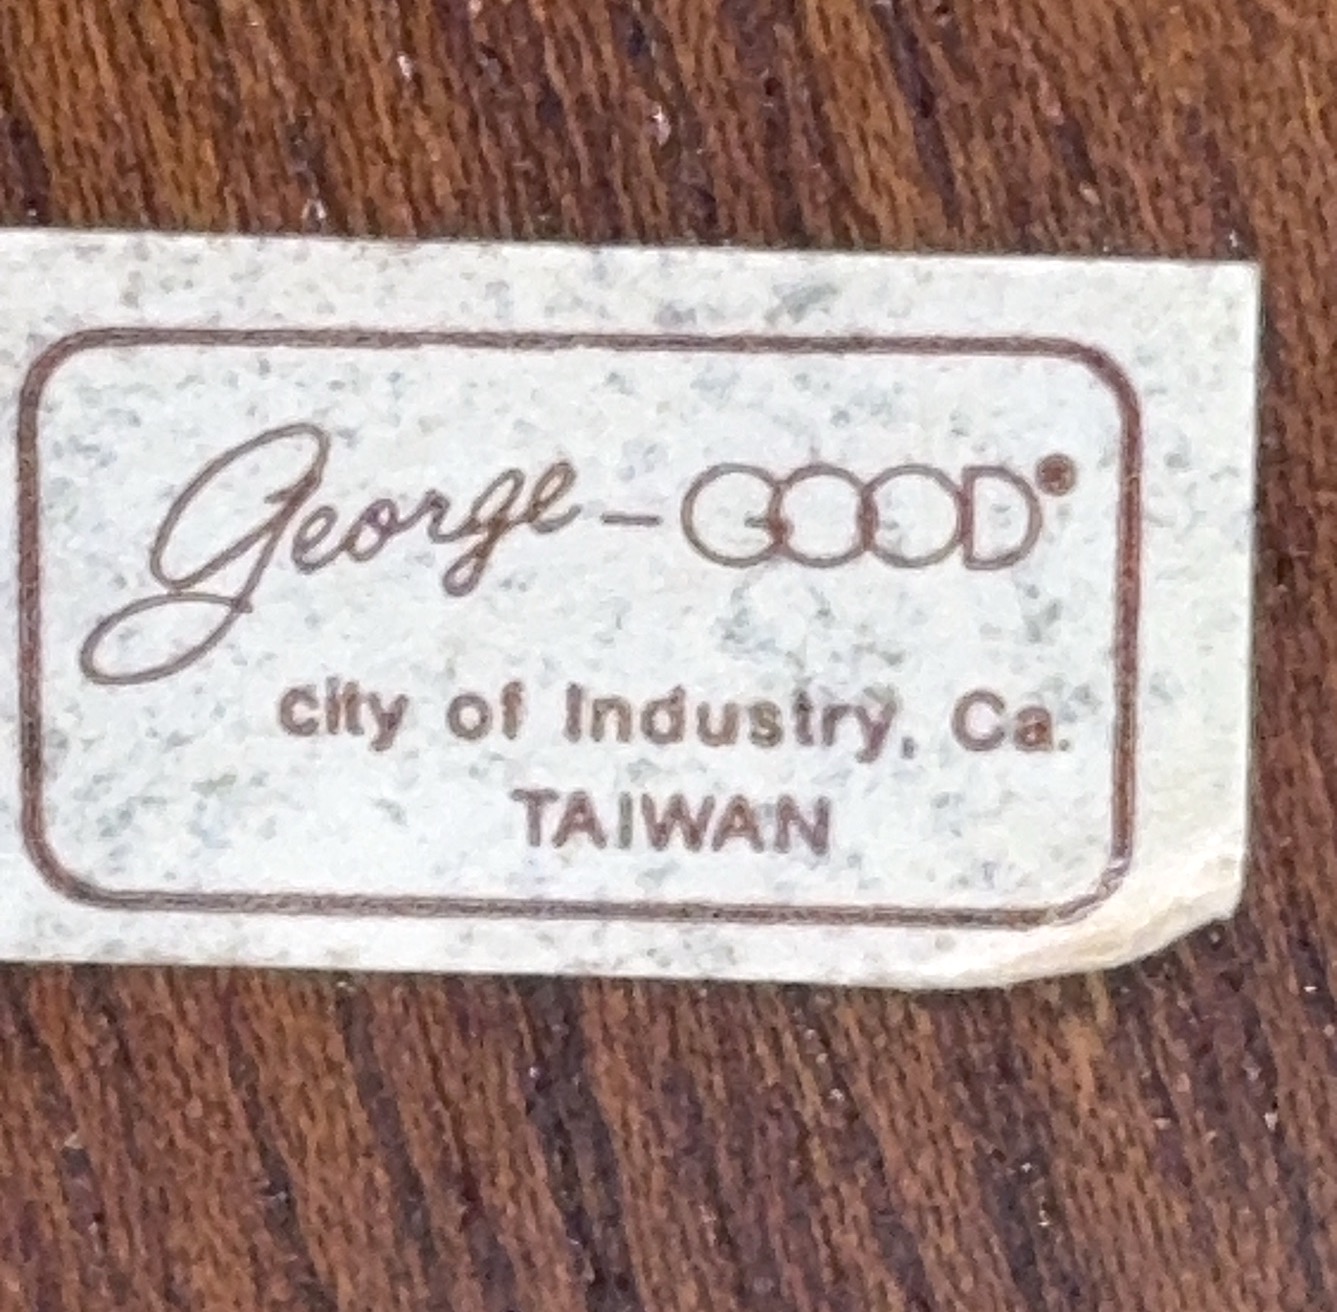 George – GOOD®
city of Industry, Ca.
TAIWAN